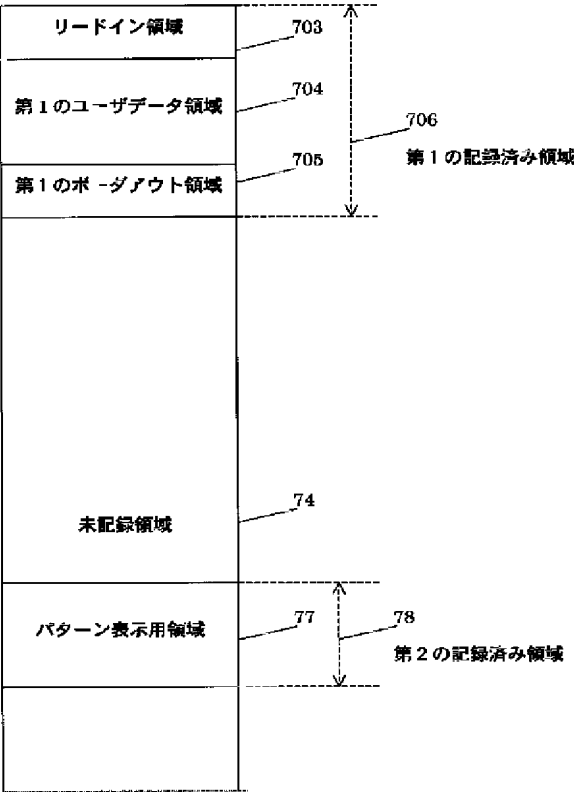 リードイン領域
703
第1のユーザデータ領域
704
706
第1の記録済み領域
705
第1のボーダアウト領域
74
未記録領域
パターン表示用領域
77
78
第2の記録済み領域